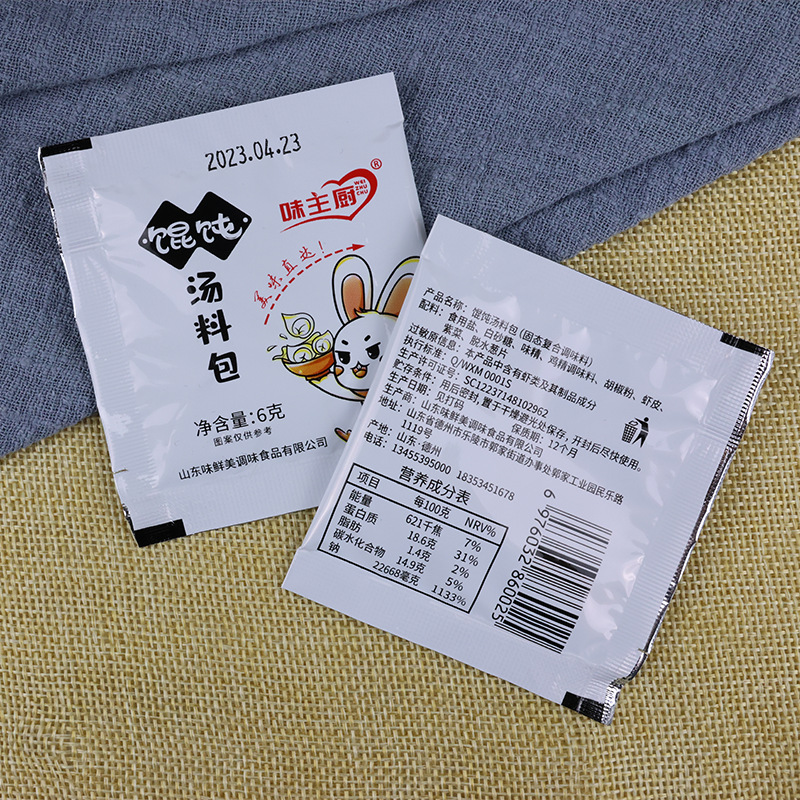 2023.04.23
味主厨®
WEI
ZHU
CHU
·馄饨·
汤料包
美味直达！
净含量:6克
图案仅供参考
山东味鲜美调味食品有限公司
产品名称：馄饨汤料包(固态复合调味料)
配料：食用盐、白砂糖、味精、鸡精调味料、胡椒粉、虾皮、
紫菜、脱水葱片
过敏原信息：本产品中含有虾类及其制品成分
执行标准：Q/WXM 0001S
生产许可证号：SC12237148102962
贮存条件：用后密封，置于干燥避光处保存，开封后尽快使用。
生产日期：见打码 保质期：12个月
生产商：山东味鲜美调味食品有限公司
地址：山东省德州市乐陵市郭家街道办事处郭家工业园民乐路
1119号
产地：山东·德州
电话：13455395000 18353451678
营养成分表
项目 每100克 NRV%
能量 621千焦 7%
蛋白质 18.6克 31%
脂肪 1.4克 2%
碳水化合物 14.9克 5%
钠 22668毫克 1133%
6 976032 860025